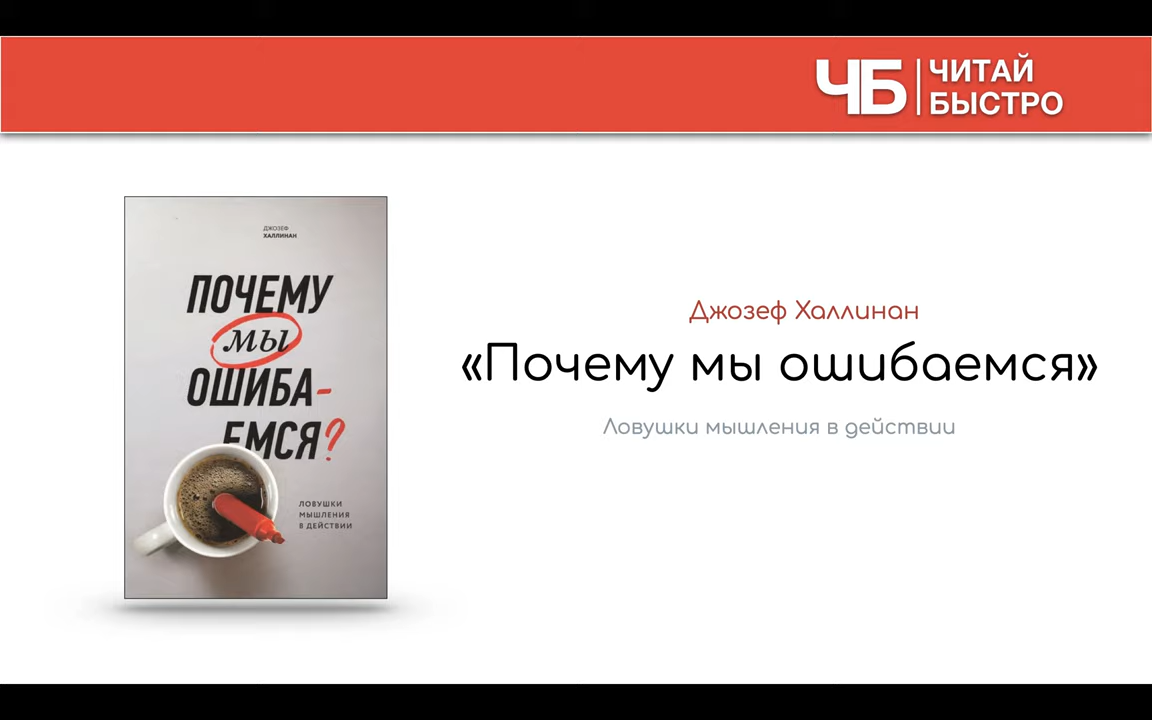 ЧБ ЧИТАЙ
БЫСТРО
ДЖОЗЕФ
ХАЛЛИНАН
ПОЧЕМУ
мы
ОШИБА-
ЕМСЯ?
ЛОВУШКИ
МЫШЛЕНИЯ
В ДЕЙСТВИИ
Джозеф Халлинан
«Почему мы ошибаемся»
Ловушки мышления в действии